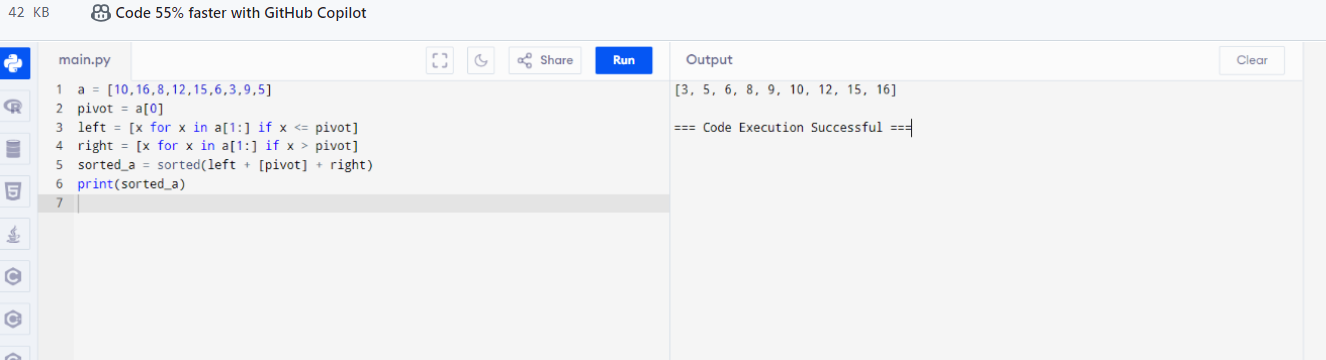 42 KB
Code 55% faster with GitHub Copilot
main.py
Share
Run
Output
Clear
1 a = [10,16,8,12,15,6,3,9,5]
2 pivot = a[0]
3 left = [x for x in a[1:] if x <= pivot]
4 right = [x for x in a[1:] if x > pivot]
5 sorted_a = sorted(left + [pivot] + right)
6 print(sorted_a)
7
[3, 5, 6, 8, 9, 10, 12, 15, 16]
=== Code Execution Successful ===